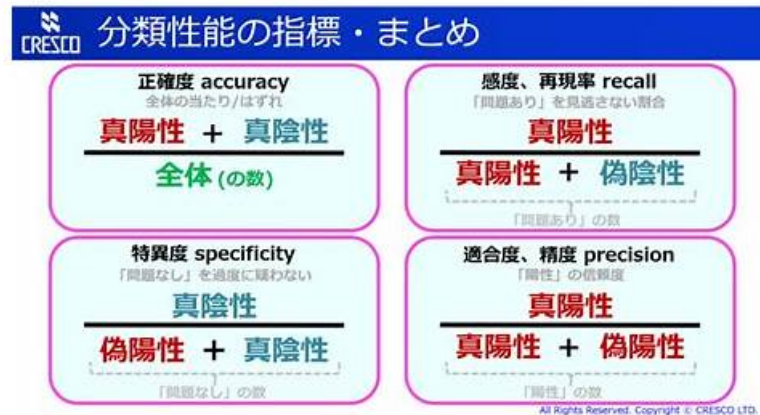 CRESCO 分類性能の指標・まとめ
正確度 accuracy
全体の当たり/はずれ
真陽性 + 真陰性
全体 (の数)
感度、再現率 recall
「問題あり」を見逃さない割合
真陽性
真陽性 + 偽陰性
「問題あり」の数
特異度 specificity
「問題なし」を過度に疑わない
真陰性
偽陽性 + 真陰性
「問題なし」の数
適合度、精度 precision
「陽性」の信頼度
真陽性
真陽性 + 偽陽性
「陽性」の数
All Rights Reserved. Copyright © CRESCO LTD.